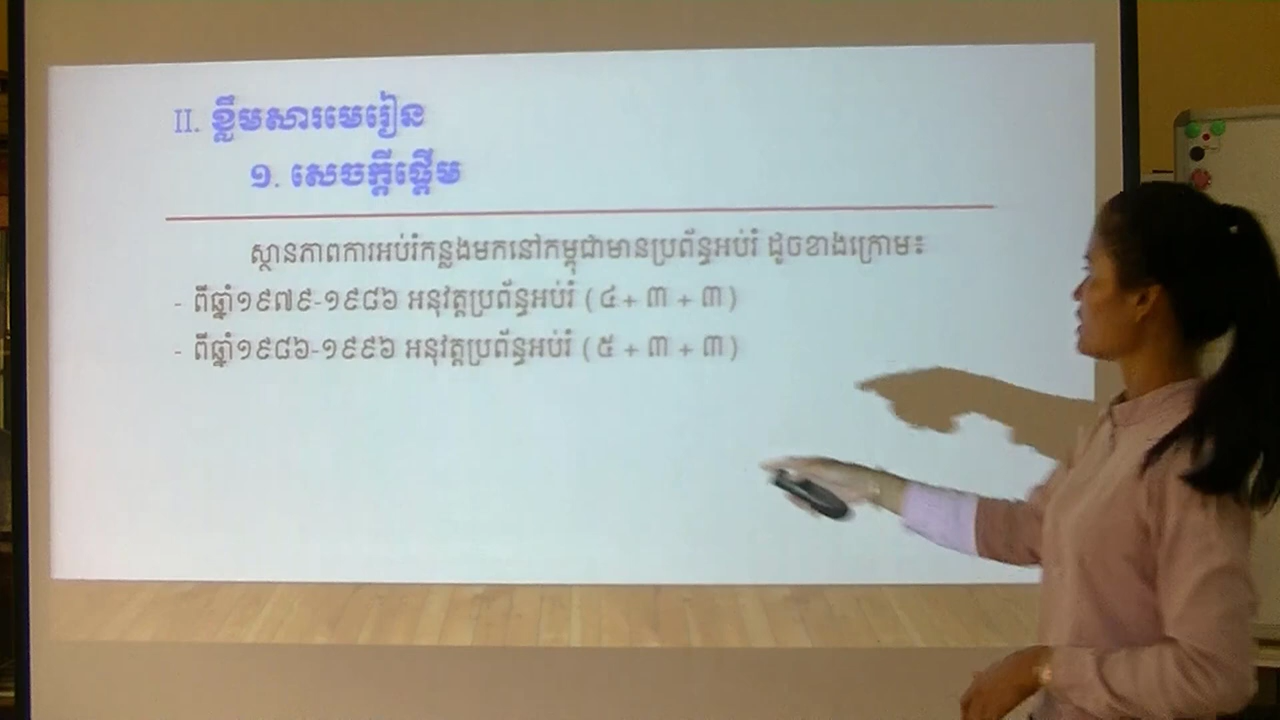 II. ខ្លឹមសារមេរៀន
១. សេចក្តីផ្តើម
ស្ថានភាពការអប់រំកន្លងមកនៅកម្ពុជាមានប្រព័ន្ធអប់រំ ដូចខាងក្រោម៖
- ពីឆ្នាំ១៩៧៩-១៩៨៦ អនុវត្តប្រព័ន្ធអប់រំ (៤ + ៣ + ៣)
- ពីឆ្នាំ១៩៨៦-១៩៩៦ អនុវត្តប្រព័ន្ធអប់រំ (៥ + ៣ + ៣)